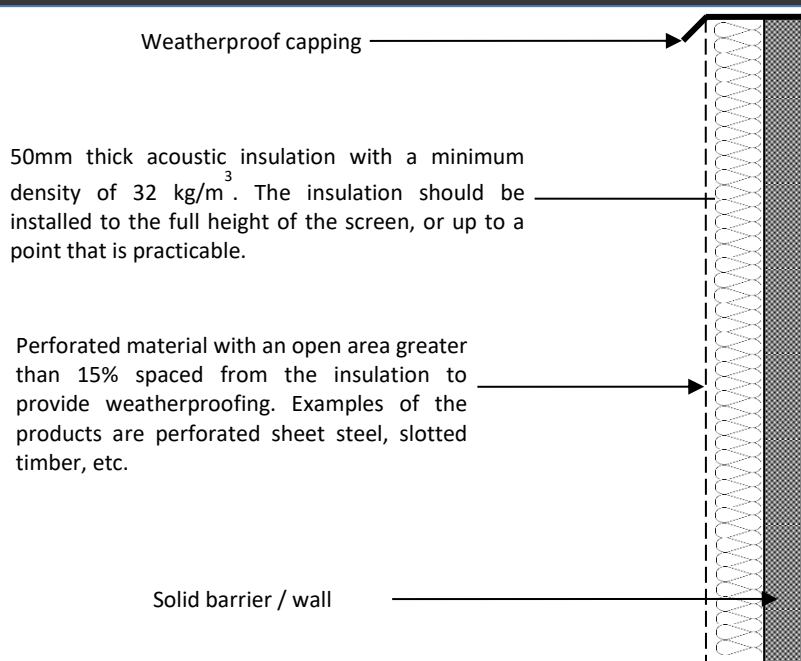 Weatherproof capping
50mm thick acoustic insulation with a minimum
density of 32 kg/m³. The insulation should be
installed to the full height of the screen, or up to a
point that is practicable.
Perforated material with an open area greater
than 15% spaced from the insulation to
provide weatherproofing. Examples of the
products are perforated sheet steel, slotted
timber, etc.
Solid barrier / wall